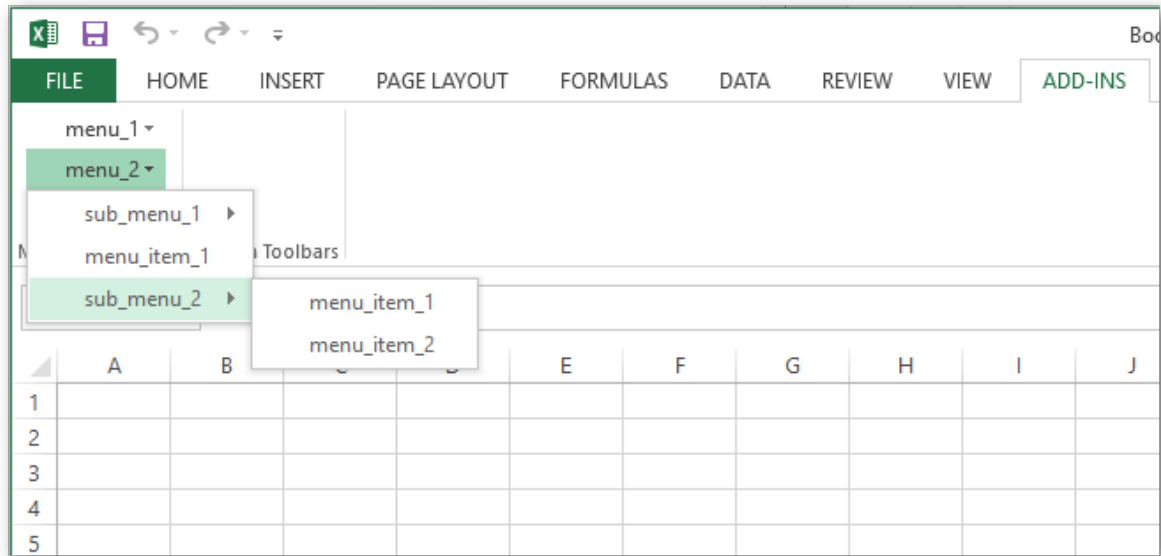 Boo
FILE HOME INSERT PAGE LAYOUT FORMULAS DATA REVIEW VIEW ADD-INS
menu_1
menu_2
sub_menu_1
menu_item_1
Toolbars
sub_menu_2
menu_item_1
menu_item_2
A B E F G H I J
1
2
3
4
5